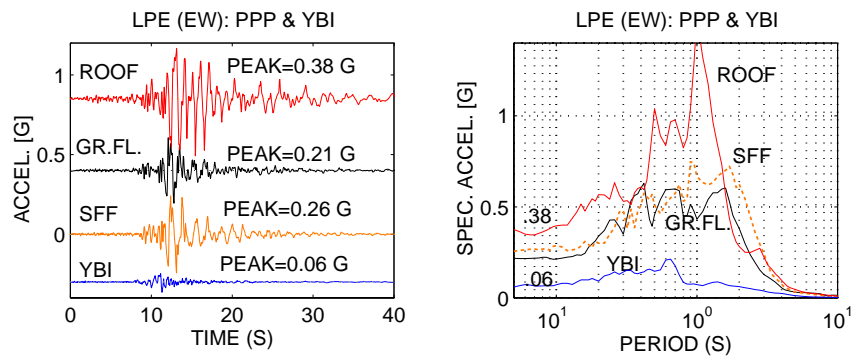 LPE (EW): PPP & YBI
ACCEL. [G]
1
0.5
0
ROOF
PEAK=0.38 G
GR.FL.
PEAK=0.21 G
SFF
PEAK=0.26 G
YBI
PEAK=0.06 G
0 10 20 30 40
TIME (S)
LPE (EW): PPP & YBI
SPEC. ACCEL. [G]
1
0.5
0
ROOF
SFF
.38
GR.FL.
YBI
.06
10^1 10^0 10^1
PERIOD (S)